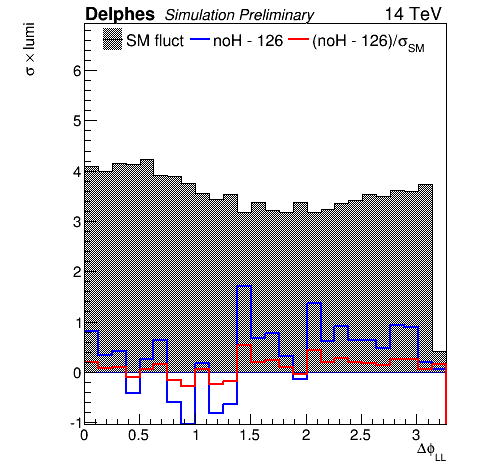 Delphes Simulation Preliminary 14 TeV
SM fluct noH - 126 (noH - 126)/σSM
σ × lumi
6
5
4
3
2
1
0
-1
0 0.5 1 1.5 2 2.5 3
ΔϕLL